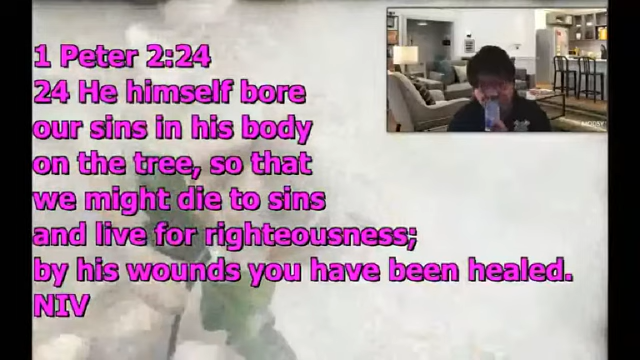 1 Peter 2:24
24 He himself bore
our sins in his body
on the tree, so that
we might die to sins
and live for righteousness;
by his wounds you have been healed.
NIV